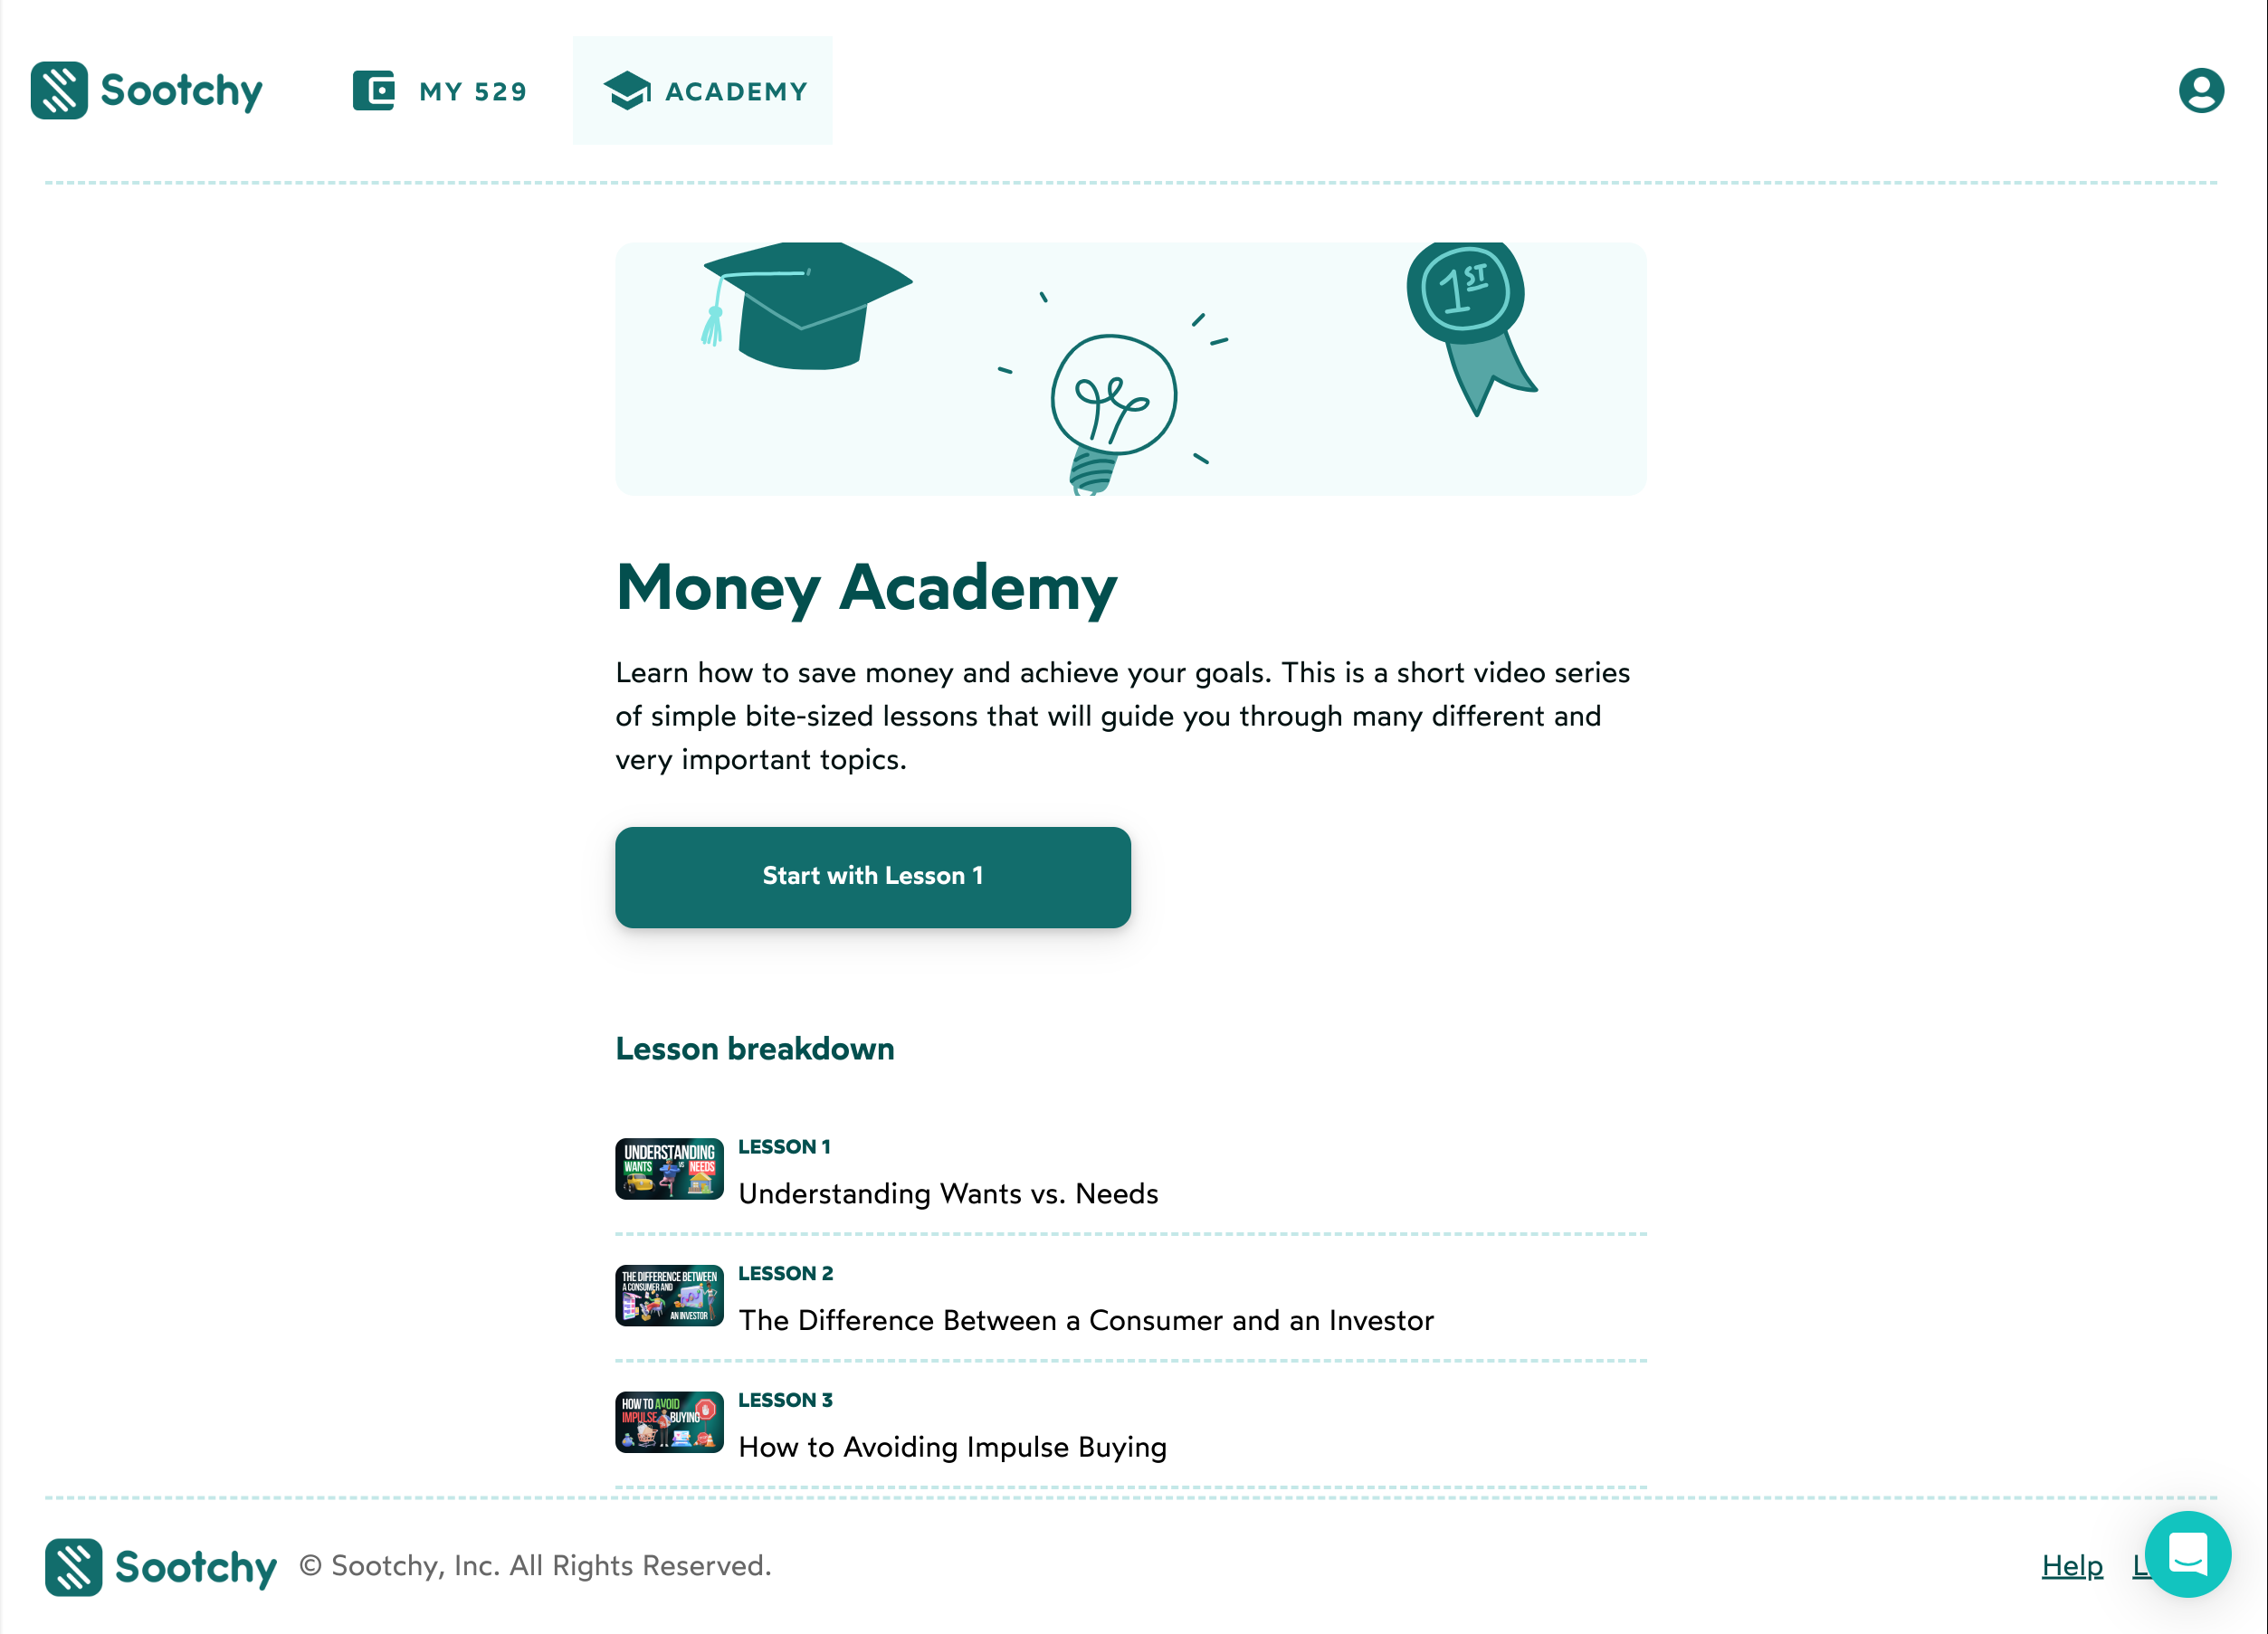 Sootchy
MY 529
ACADEMY
1ST
Money Academy
Learn how to save money and achieve your goals. This is a short video series
of simple bite-sized lessons that will guide you through many different and
very important topics.
Start with Lesson 1
Lesson breakdown
UNDERSTANDING
WANTS VS NEEDS
LESSON 1
Understanding Wants vs. Needs
THE DIFFERENCE BETWEEN
A CONSUMER AND
AN INVESTOR
LESSON 2
The Difference Between a Consumer and an Investor
HOW TO AVOID
IMPULSE BUYING
LESSON 3
How to Avoiding Impulse Buying
Sootchy
© Sootchy, Inc. All Rights Reserved.
Help